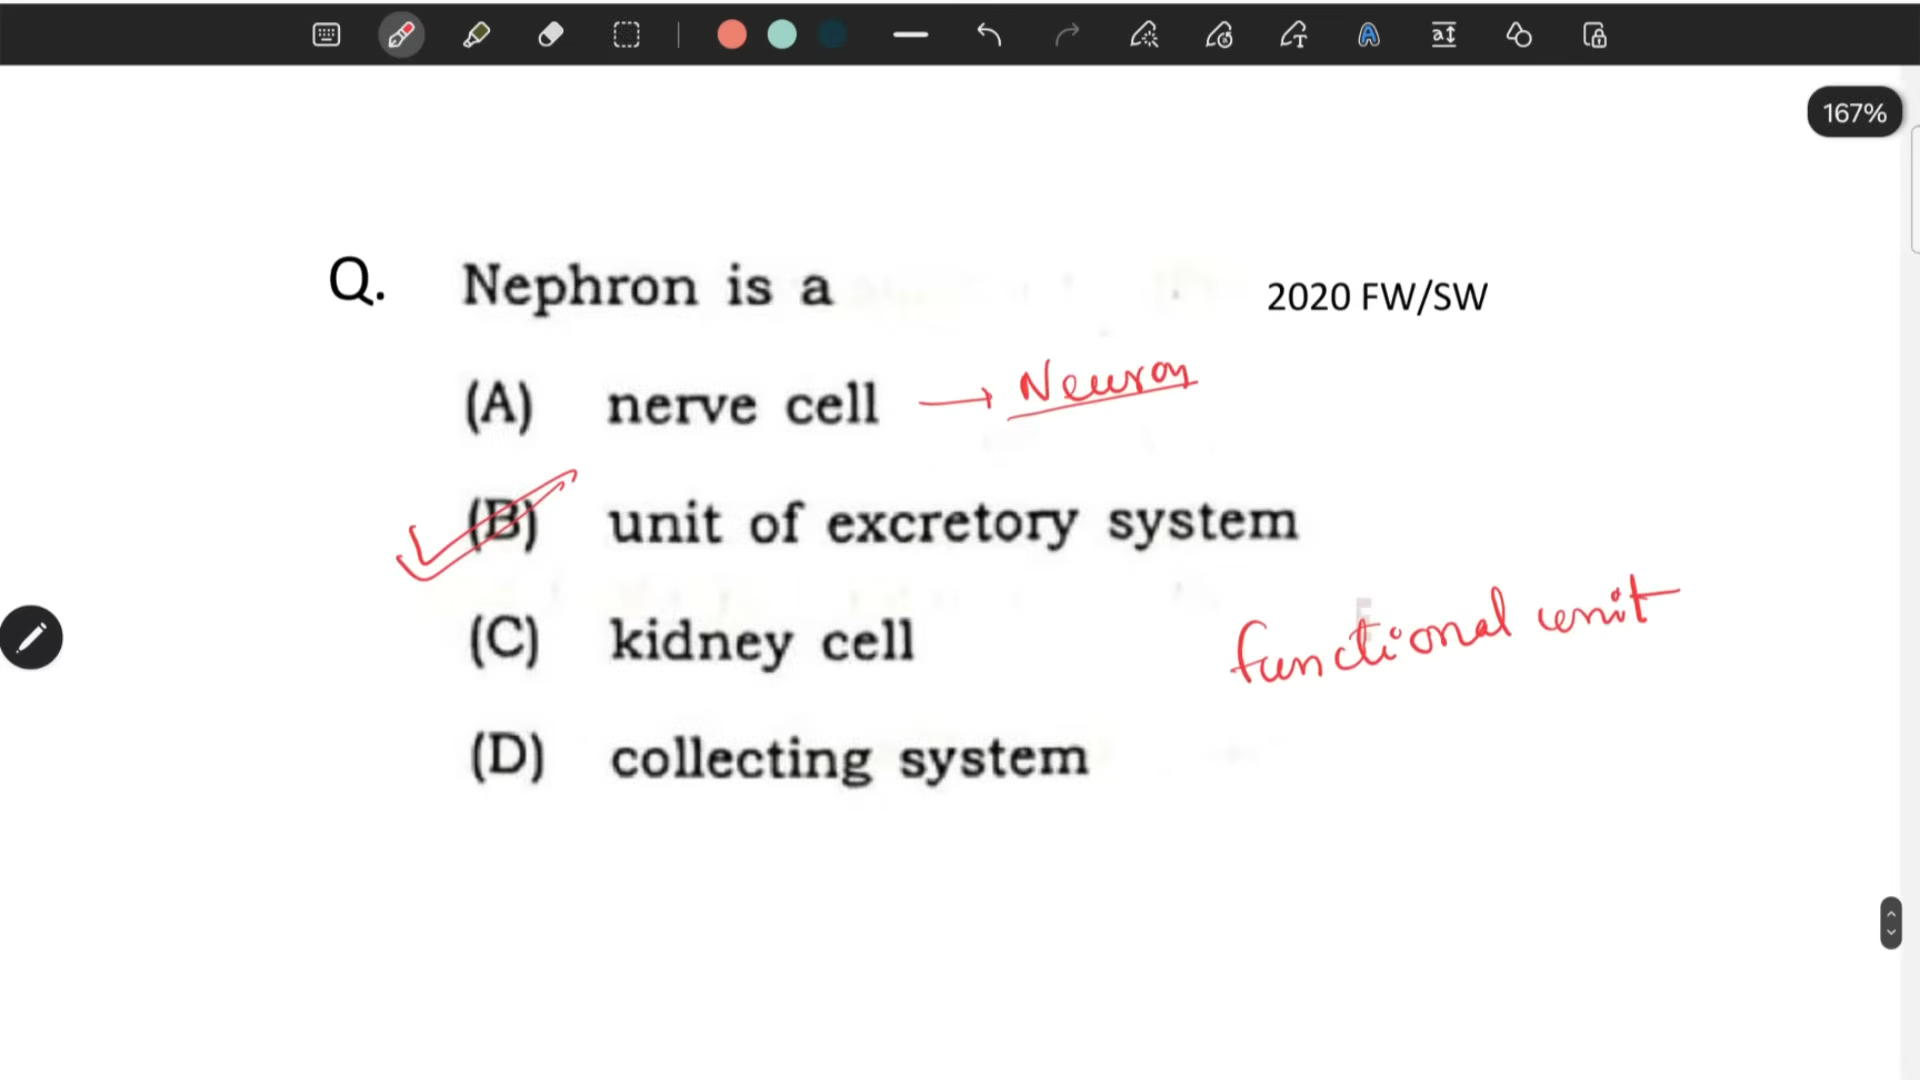 167%
Q. Nephron is a 2020 FW/SW
(A) nerve cell → Neuron
(B) unit of excretory system
functional unit
(C) kidney cell
(D) collecting system